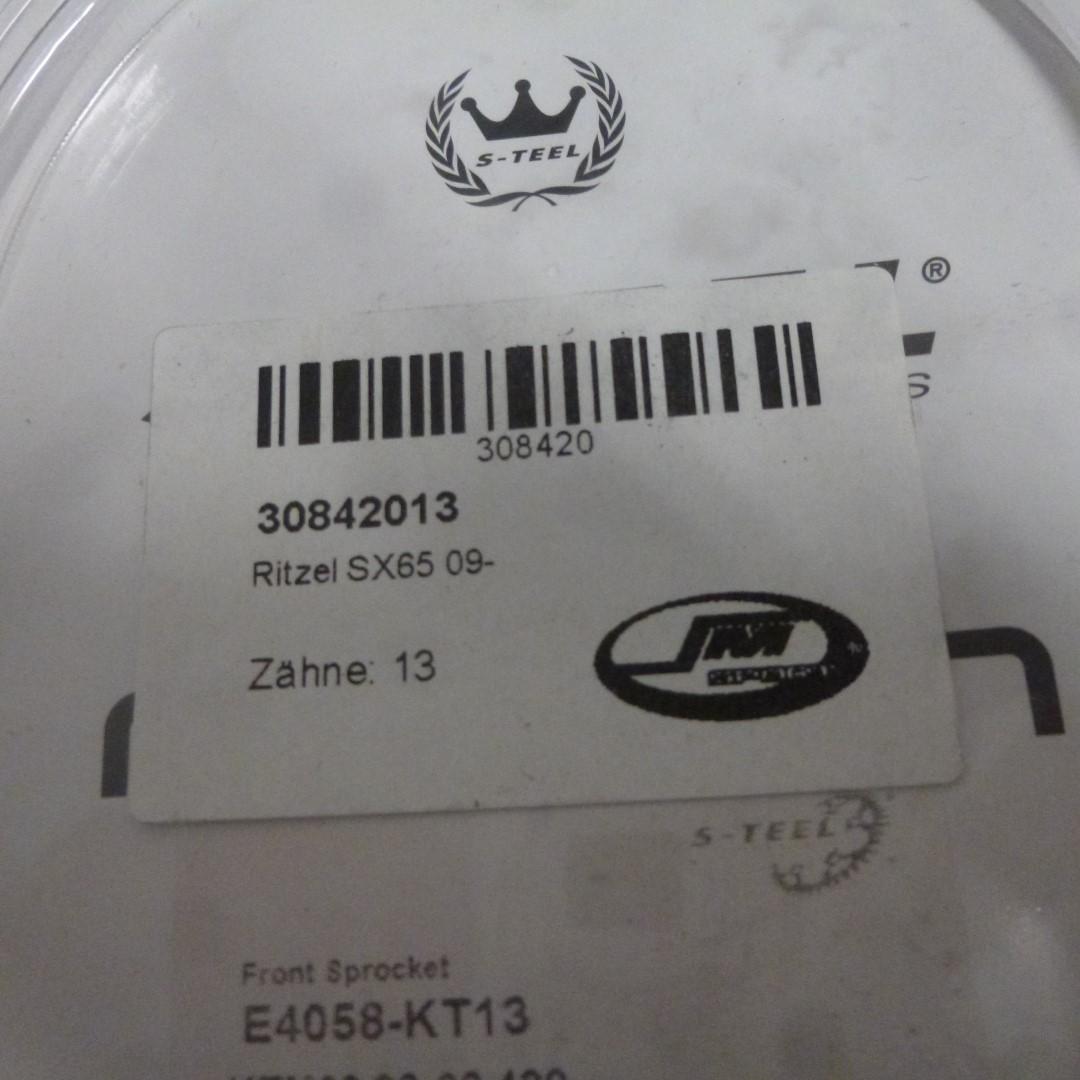 S-TEEL
®
S
308420
30842013
Ritzel SX65 09-
Zähne: 13
S-TEEL
Front Sprocket
E4058-KT13